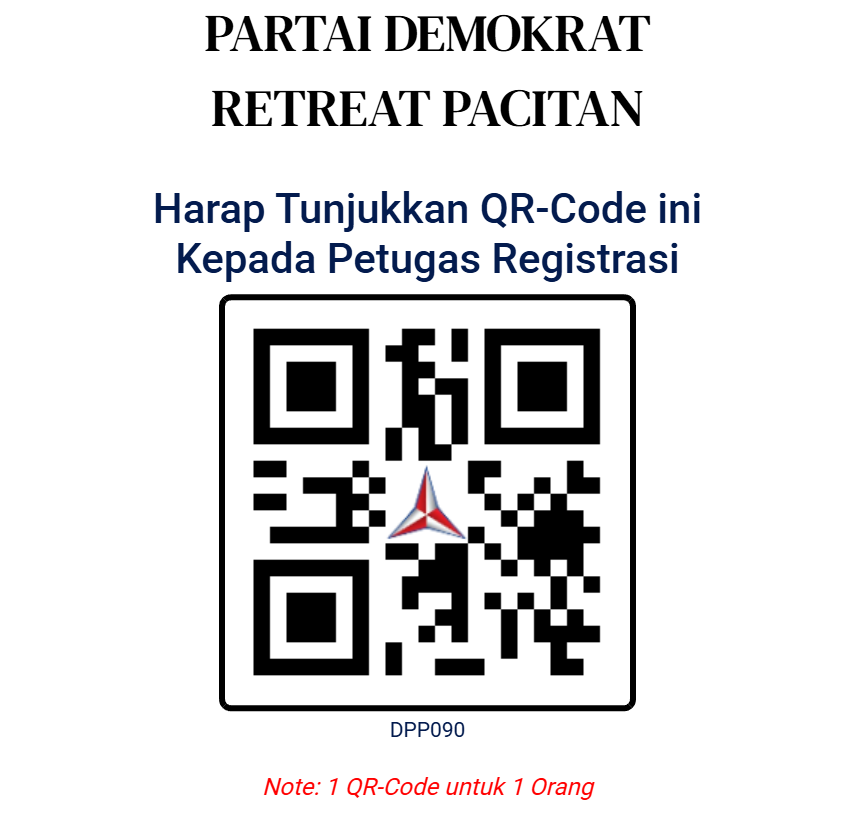 PARTAI DEMOKRAT
RETREAT PACITAN
Harap Tunjukkan QR-Code ini
Kepada Petugas Registrasi
DPP090
Note: 1 QR-Code untuk 1 Orang